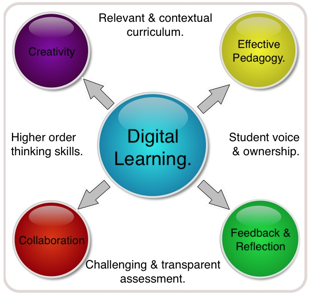 Relevant & contextual
curriculum.
Creativity
Effective
Pedagogy.
Higher order
thinking skills.
Digital
Learning.
Student voice
& ownership.
Collaboration
Feedback &
Reflection
Challenging & transparent
assessment.